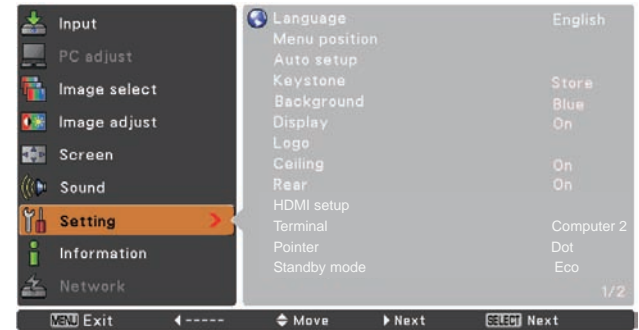 Input
PC adjust
Image select
Image adjust
Screen
Sound
Setting
Information
Network
Language English
Menu position
Auto setup
Keystone Store
Background Blue
Display On
Logo
Ceiling On
Rear On
HDMI setup
Terminal Computer 2
Pointer Dot
Standby mode Eco
1/2
MENU Exit ----- Move Next SELECT Next